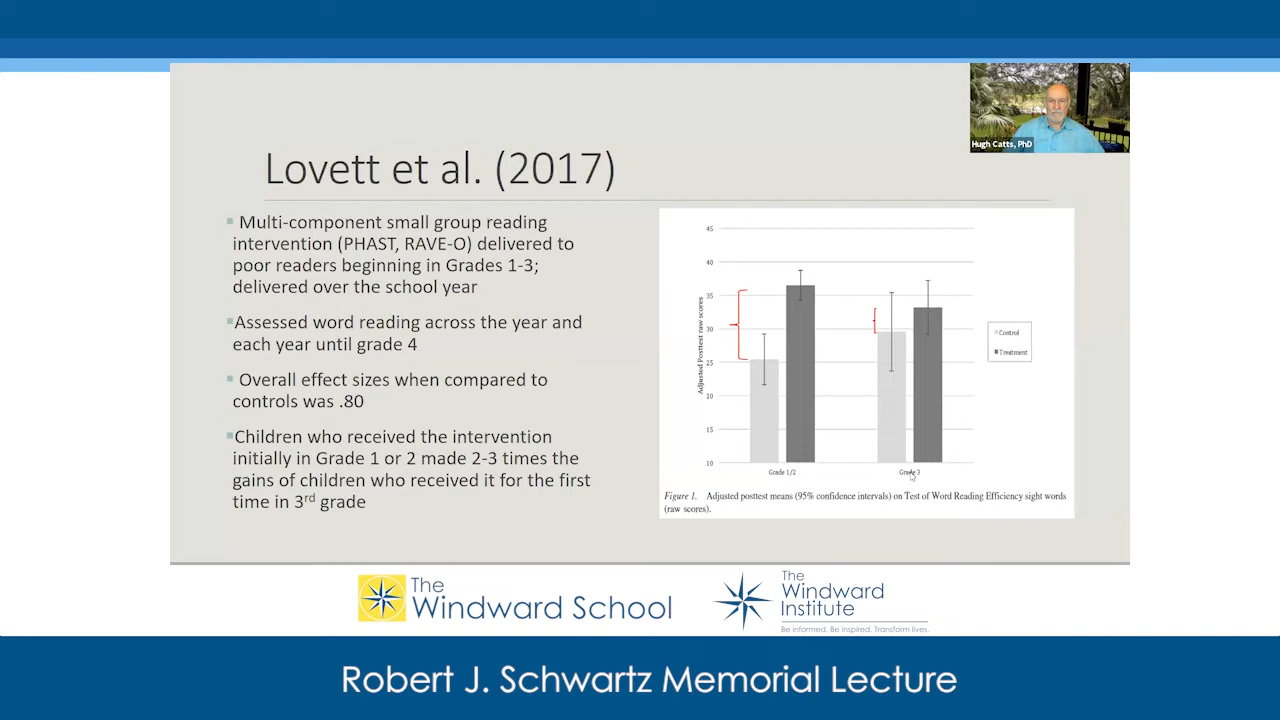 Hugh Catts, PhD
Lovett et al. (2017)
Multi-component small group reading
intervention (PHAST, RAVE-O) delivered to
poor readers beginning in Grades 1-3;
delivered over the school year
Assessed word reading across the year and
each year until grade 4
Overall effect sizes when compared to
controls was .80
Children who received the intervention
initially in Grade 1 or 2 made 2-3 times the
gains of children who received it for the first
time in 3rd grade
Adjusted Posttest raw scores
45
40
35
30
25
20
15
10
Grade 1/2
Grade 3
Control
Treatment
Figure 1. Adjusted posttest means (95% confidence intervals) on Test of Word Reading Efficiency sight words
(raw scores).
The
Windward School
The
Windward
Institute
Be informed. Be inspired. Transform lives.
Robert J. Schwartz Memorial Lecture